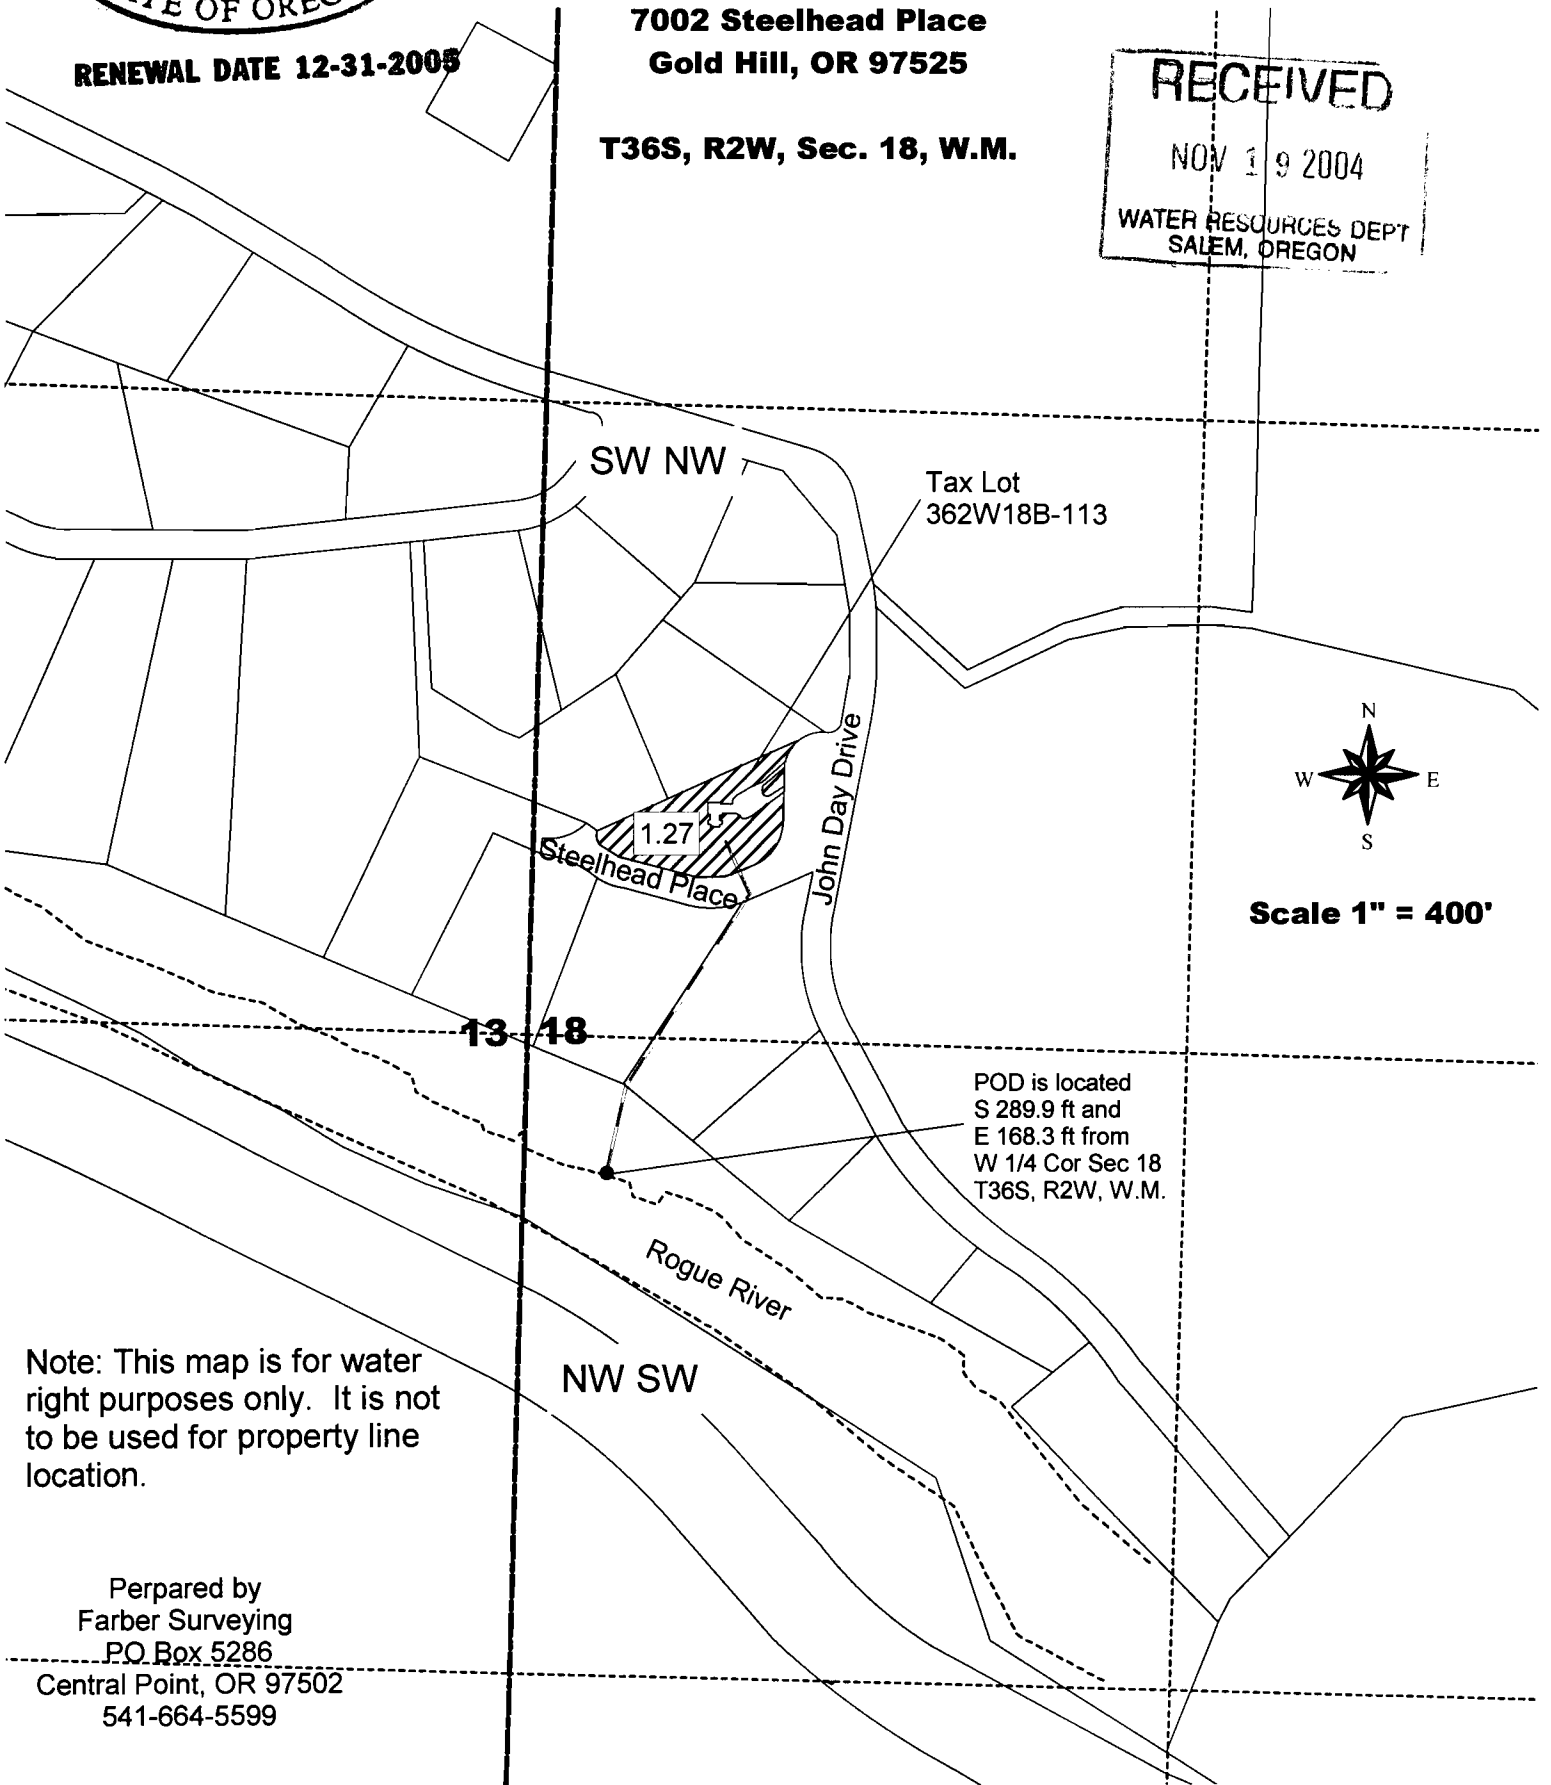 OF OREG
RENEWAL DATE 12-31-2005
7002 Steelhead Place
Gold Hill, OR 97525
T36S, R2W, Sec. 18, W.M.
RECEIVED
NOV 19 2004
WATER RESOURCES DEPT
SALEM, OREGON
SW NW
Tax Lot
362W18B-113
N
W E
S
John Day Drive
1.27
Steelhead Place
Scale 1" = 400'
13 18
POD is located
S 289.9 ft and
E 168.3 ft from
W 1/4 Cor Sec 18
T36S, R2W, W.M.
Rogue River
NW SW
Note: This map is for water
right purposes only. It is not
to be used for property line
location.
Perpared by
Farber Surveying
PO Box 5286
Central Point, OR 97502
541-664-5599